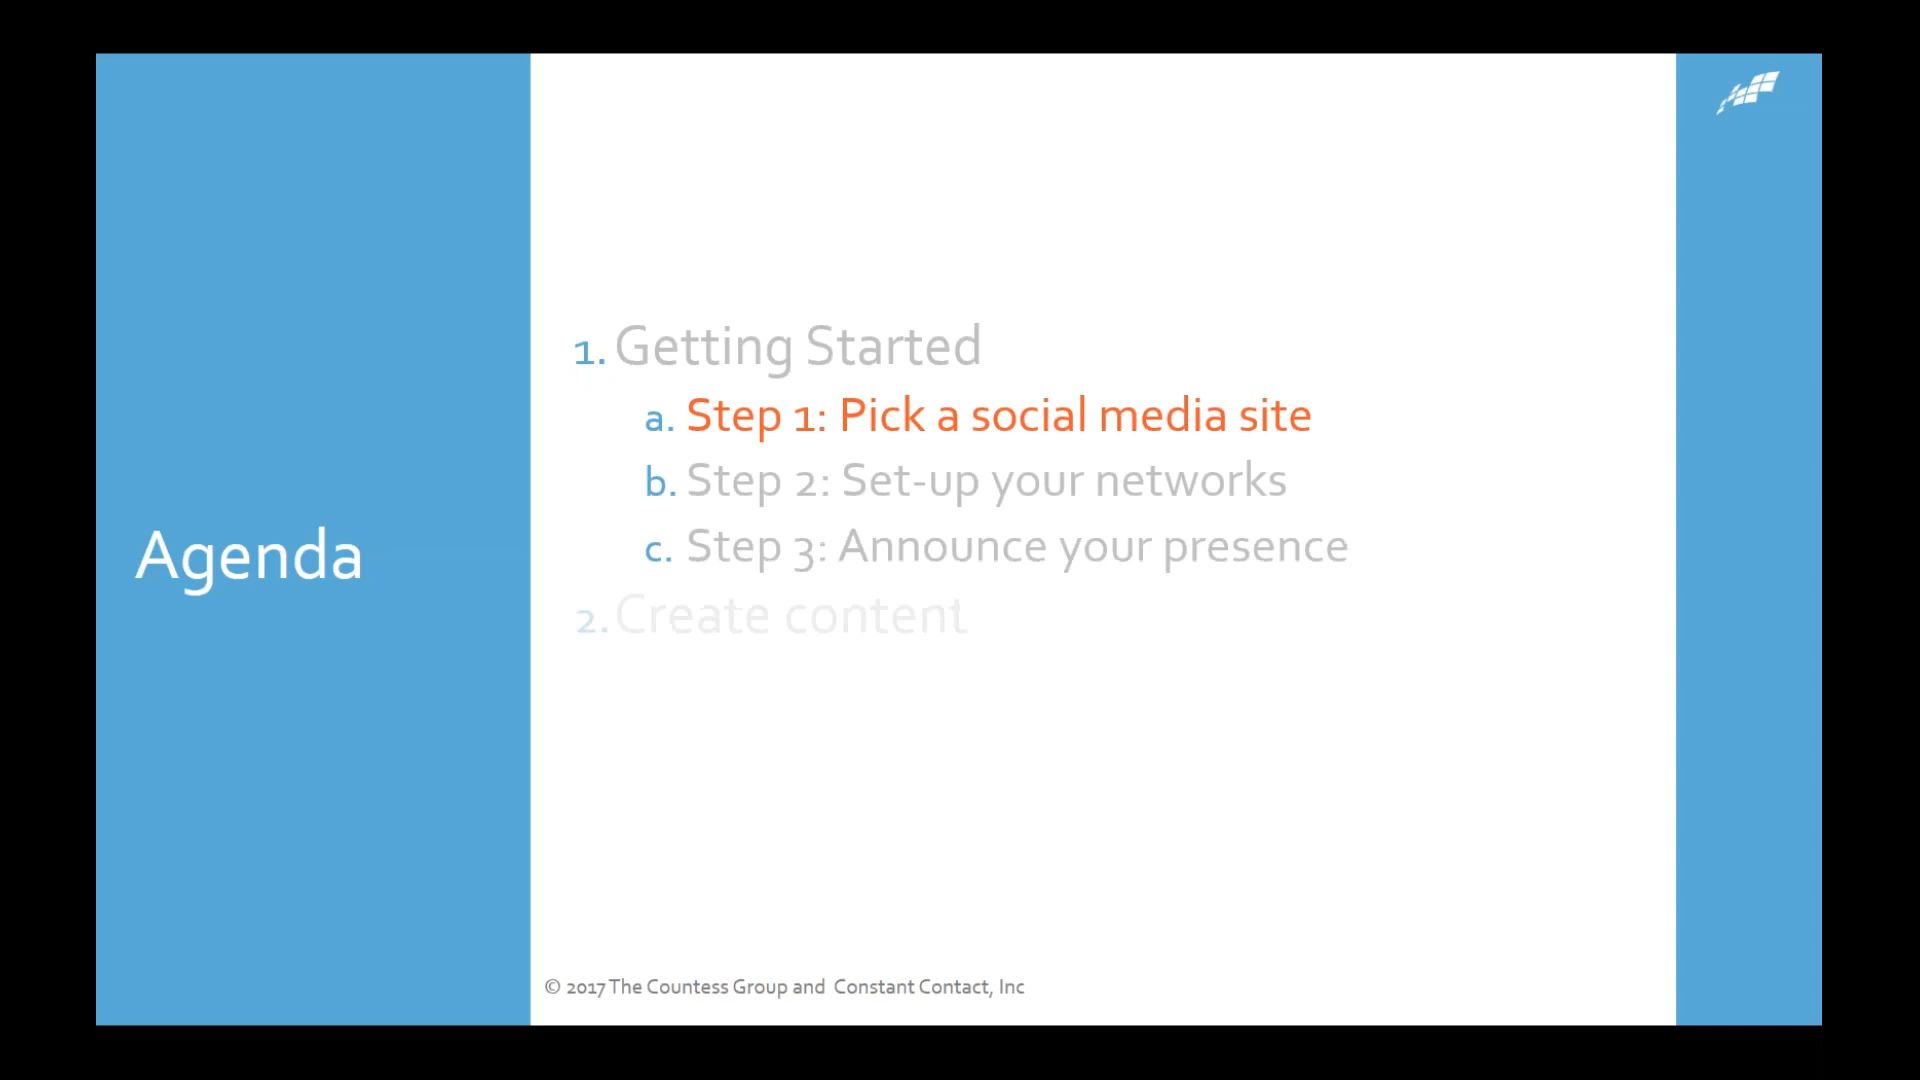 Agenda
1. Getting Started
a. Step 1: Pick a social media site
b. Step 2: Set-up your networks
c. Step 3: Announce your presence
2. Create content
© 2017 The Countess Group and Constant Contact, Inc